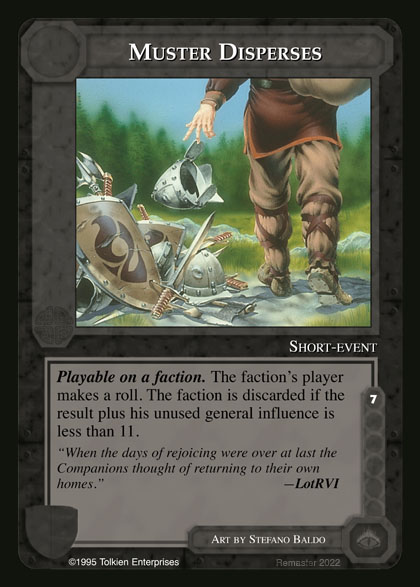 Muster Disperses
Short-event
Playable on a faction. The faction's player
makes a roll. The faction is discarded if the
result plus his unused general influence is
less than 11.
7
“When the days of rejoicing were over at last the
Companions thought of returning to their own
homes.” —LotRVI
Art by Stefano Baldo
©1995 Tolkien Enterprises
Remaster 2022